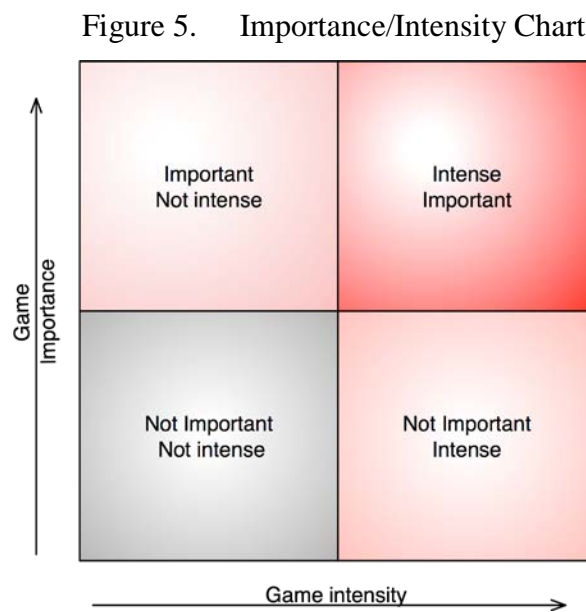 Figure 5. Importance/Intensity Chart
Important
Not intense
Intense
Important
Game
Importance
Not Important
Not intense
Not Important
Intense
Game intensity